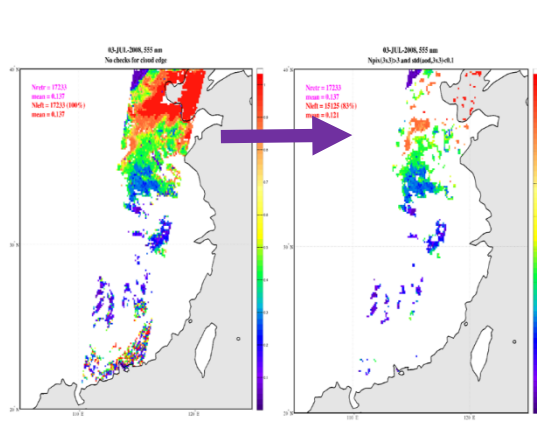 03-JUL-2008, 555 nm
No checks for cloud edge
Nretr = 17233
mean = 0.137
Nleft = 17233 (100%)
mean = 0.137
03-JUL-2008, 555 nm
Npix(3x3)>3 and std(aod,3x3)<0.1
Nretr = 17233
mean = 0.137
Nleft = 15125 (83%)
mean = 0.121